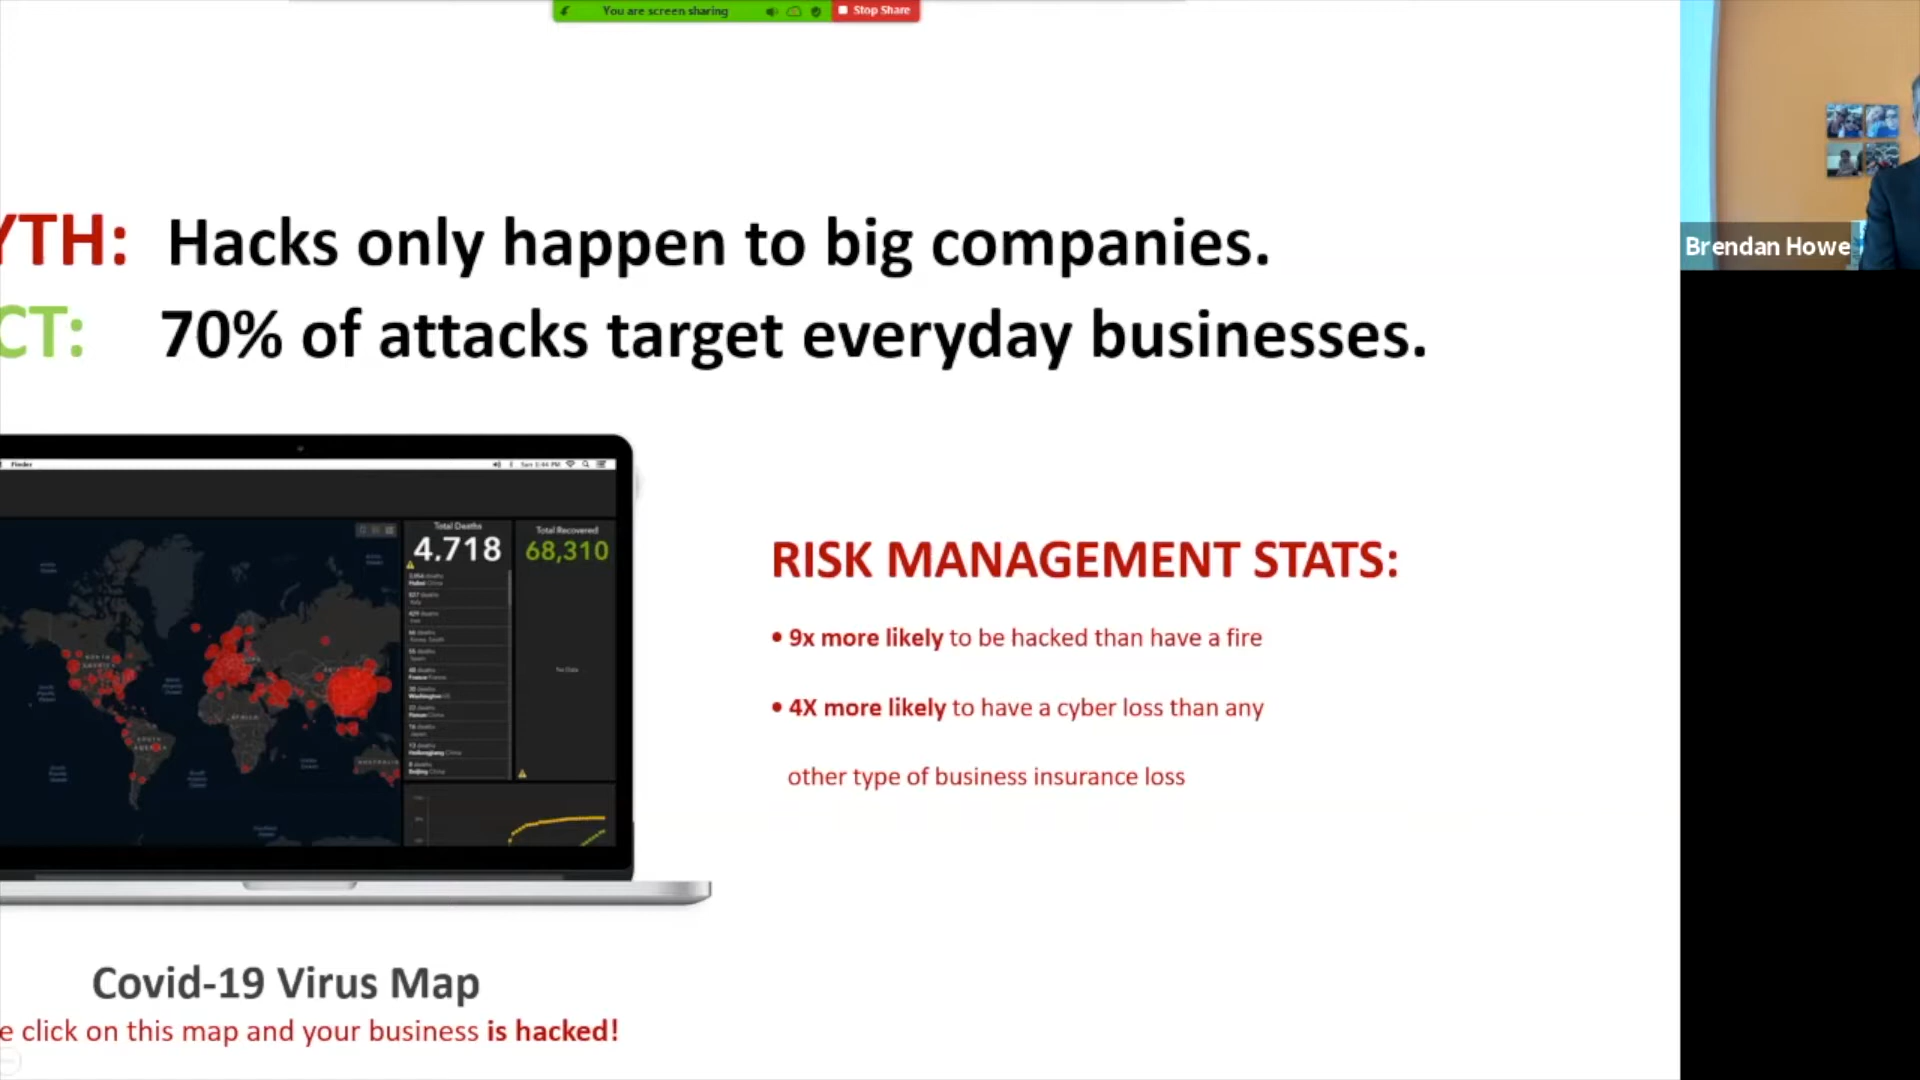 You are screen sharing
Stop Share
YTH: Hacks only happen to big companies.
CT: 70% of attacks target everyday businesses.
Brendan Howe
Finder
Total Deaths
4,718
Total Recovered
68,310
No Data
RISK MANAGEMENT STATS:
• 9x more likely to be hacked than have a fire
• 4X more likely to have a cyber loss than any
other type of business insurance loss
Covid-19 Virus Map
e click on this map and your business is hacked!